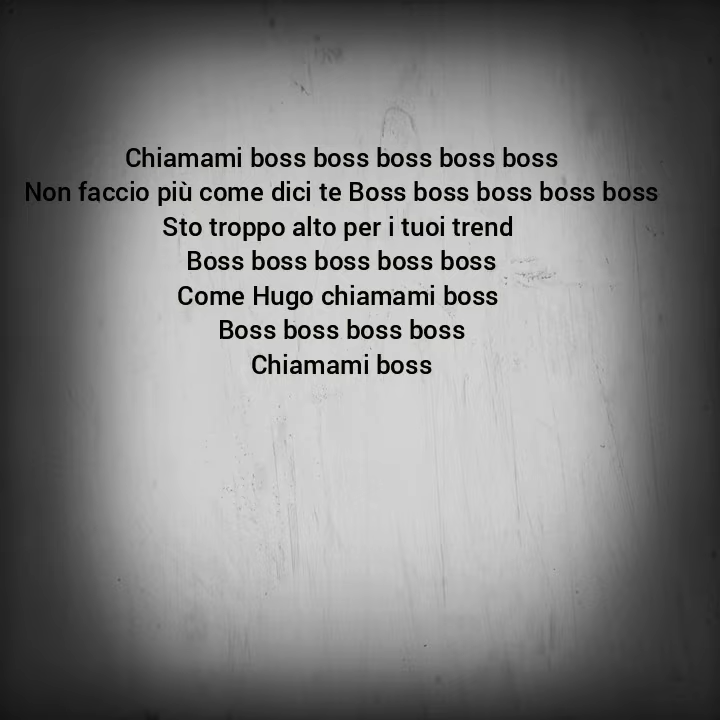 Chiamami boss boss boss boss boss
Non faccio più come dici te Boss boss boss boss boss
Sto troppo alto per i tuoi trend
Boss boss boss boss boss
Come Hugo chiamami boss
Boss boss boss boss
Chiamami boss